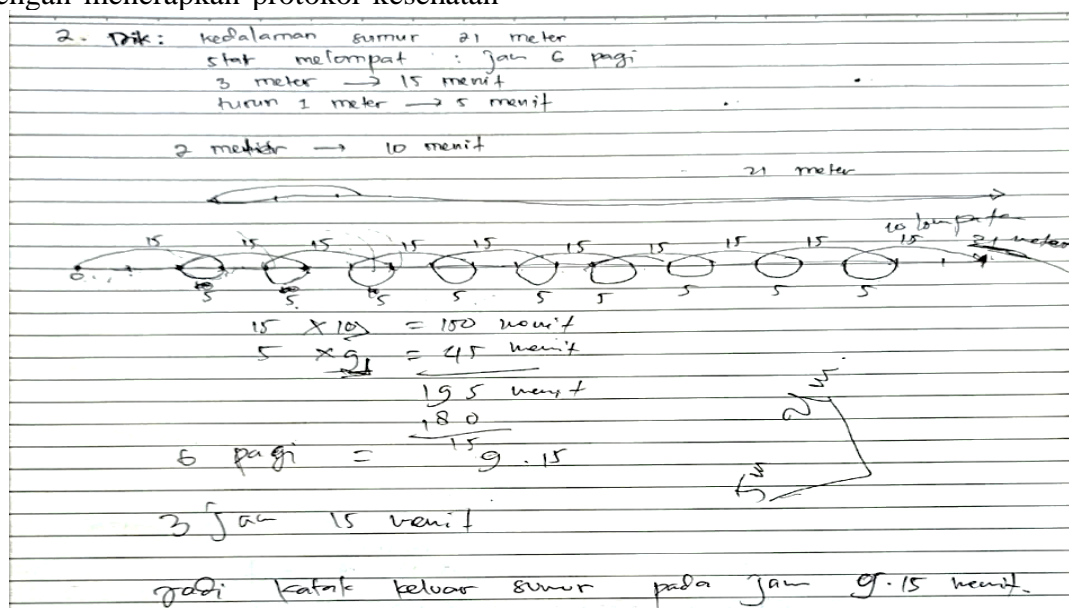 dengan menerapkan protokol kesehatan
2. Dik: kedalaman sumur 21 meter
start melompat : jam 6 pagi
3 meter → 15 menit
turun 1 meter → 5 menit
2 meter → 10 menit
21 meter
10 lompatan
15 15 15 15 15 15 15 15 15 15 21 meter
0
5 5 5 5 5 5 5 5 5
15 × 10 = 150 menit
5 × 9 = 45 menit
195 menit
180
15
6 pagi = 9.15
3 jam 15 menit
Jadi katak keluar sumur pada jam 9.15 menit.